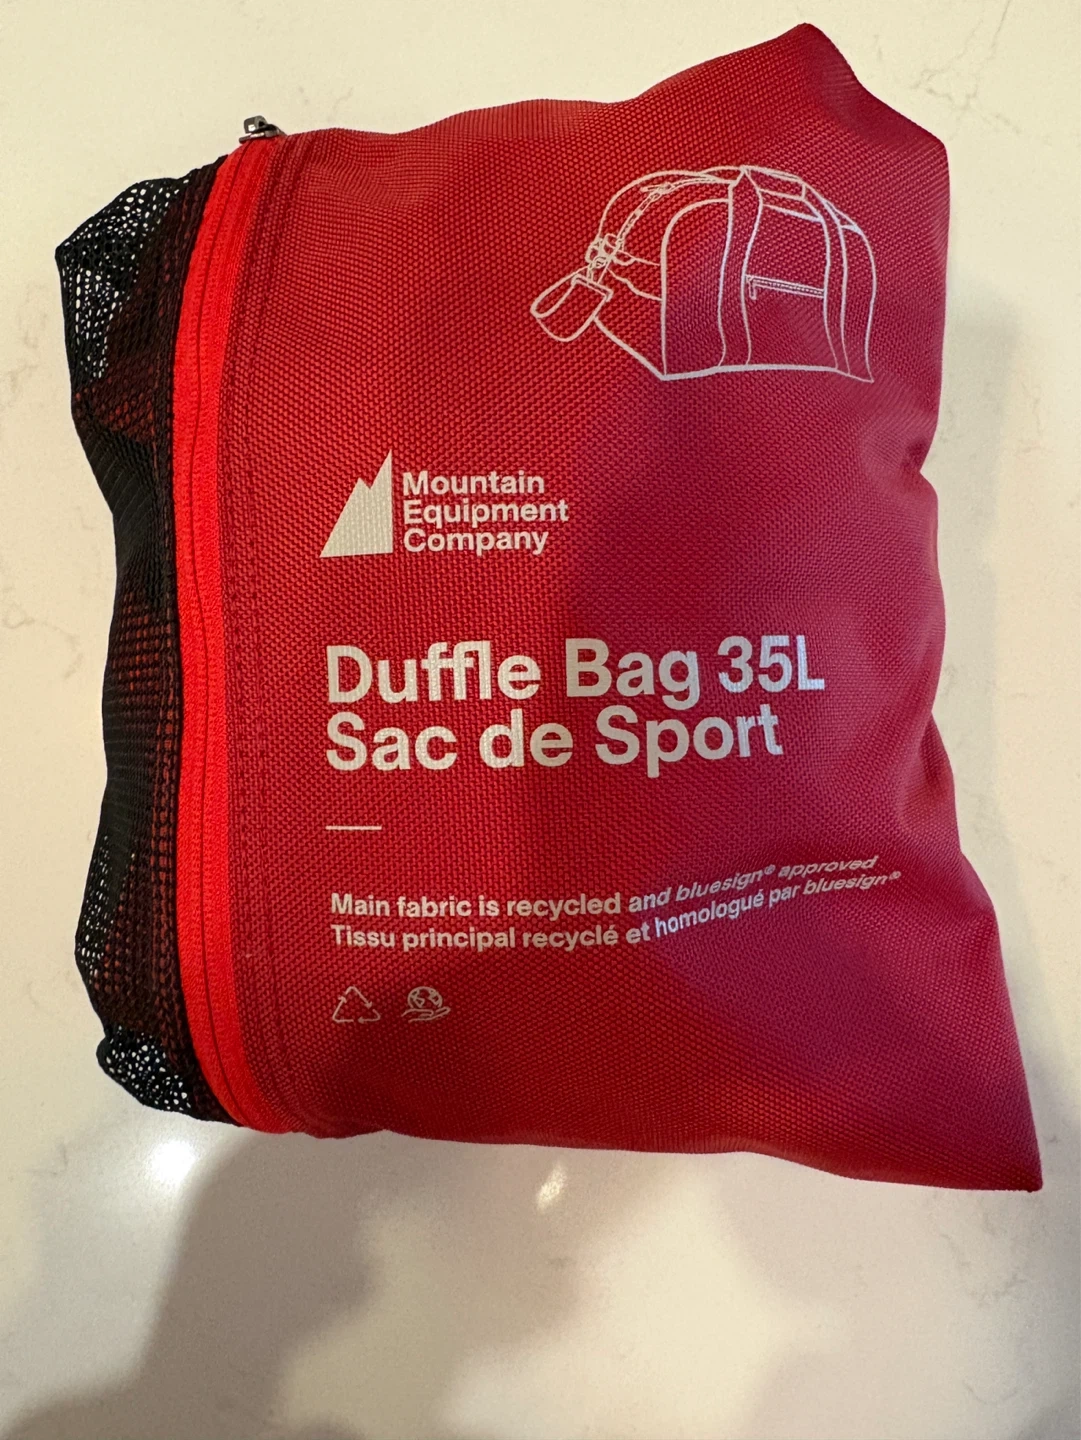 Mountain
Equipment
Company
Duffle Bag 35L
Sac de Sport
Main fabric is recycled and bluesign® approved
Tissu principal recyclé et homologué par bluesign®